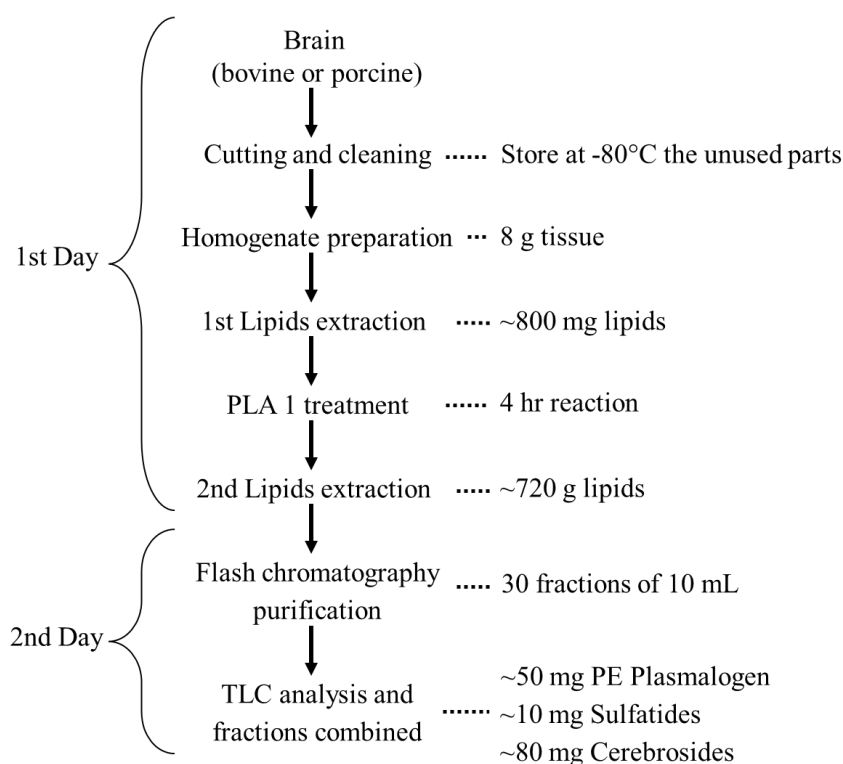 Brain
(bovine or porcine)
Cutting and cleaning ...... Store at -80°C the unused parts
Homogenate preparation ... 8 g tissue
1st Day
1st Lipids extraction ..... ~800 mg lipids
PLA 1 treatment ...... 4 hr reaction
2nd Lipids extraction ..... ~720 g lipids
Flash chromatography
purification ..... 30 fractions of 10 mL
2nd Day
TLC analysis and
fractions combined .......
~50 mg PE Plasmalogen
~10 mg Sulfatides
~80 mg Cerebrosides